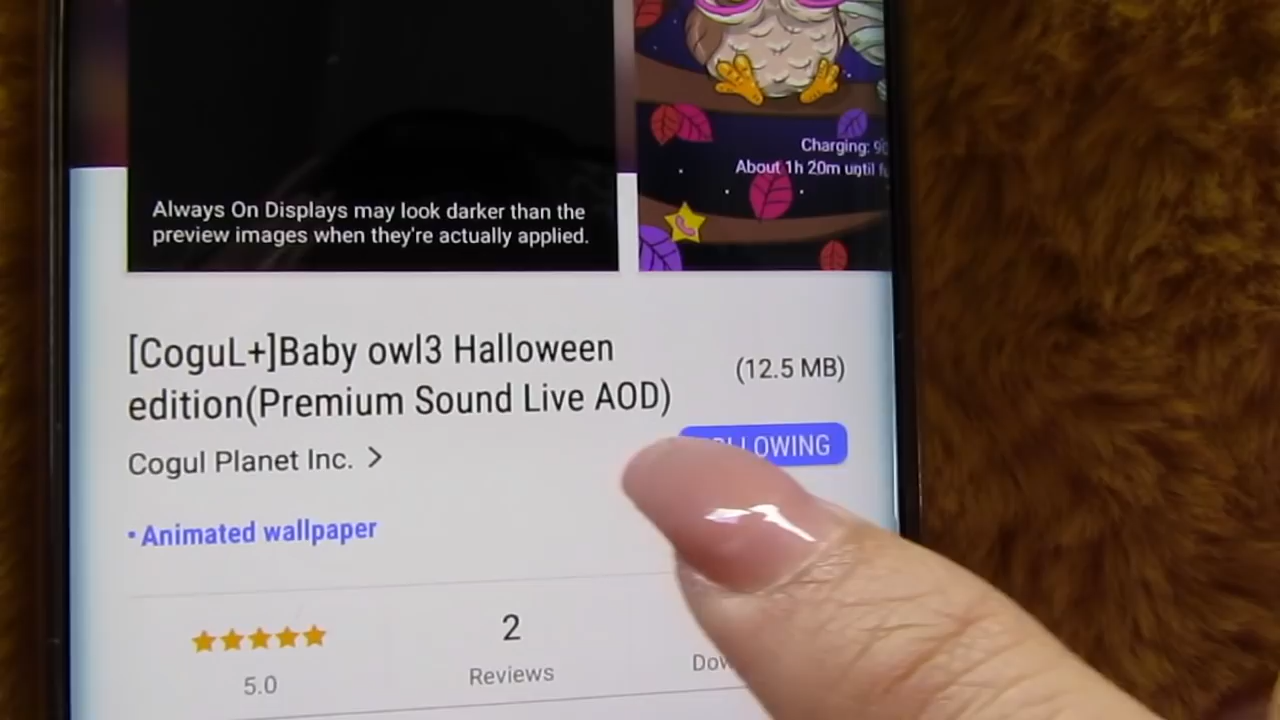 Charging:
About 1h 20m until
Always On Displays may look darker than the
preview images when they're actually applied.
[CoguL+]Baby owl3 Halloween
edition(Premium Sound Live AOD)
(12.5 MB)
Cogul Planet Inc. >
• Animated wallpaper
5.0
2
Reviews